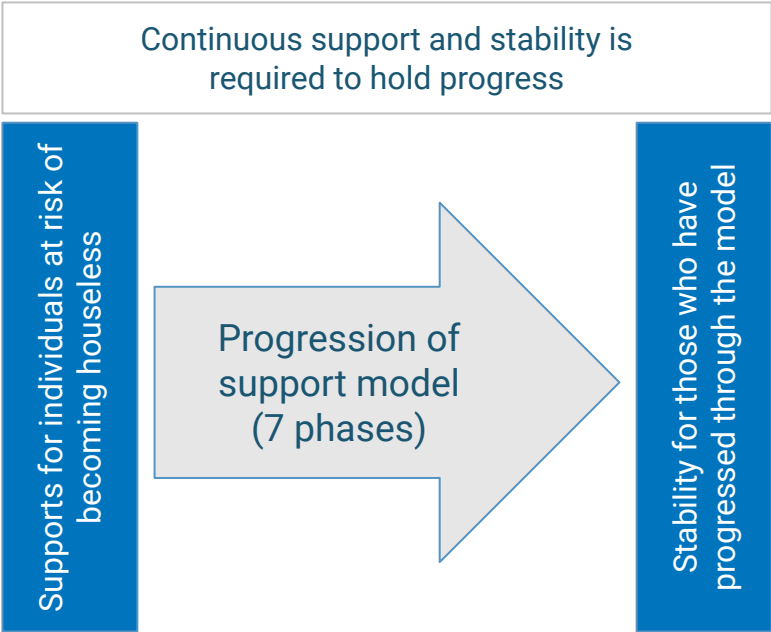 Continuous support and stability is
required to hold progress
Supports for individuals at risk of
becoming houseless
Progression of
support model
(7 phases)
Stability for those who have
progressed through the model